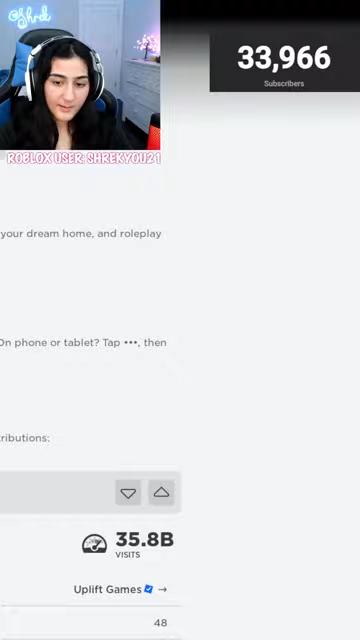 Shrek
33,966
Subscribers
ROBLOX USER: SHREKYOU21
your dream home, and roleplay
On phone or tablet? Tap •••, then
tributions:
35.8B
VISITS
Uplift Games →
48